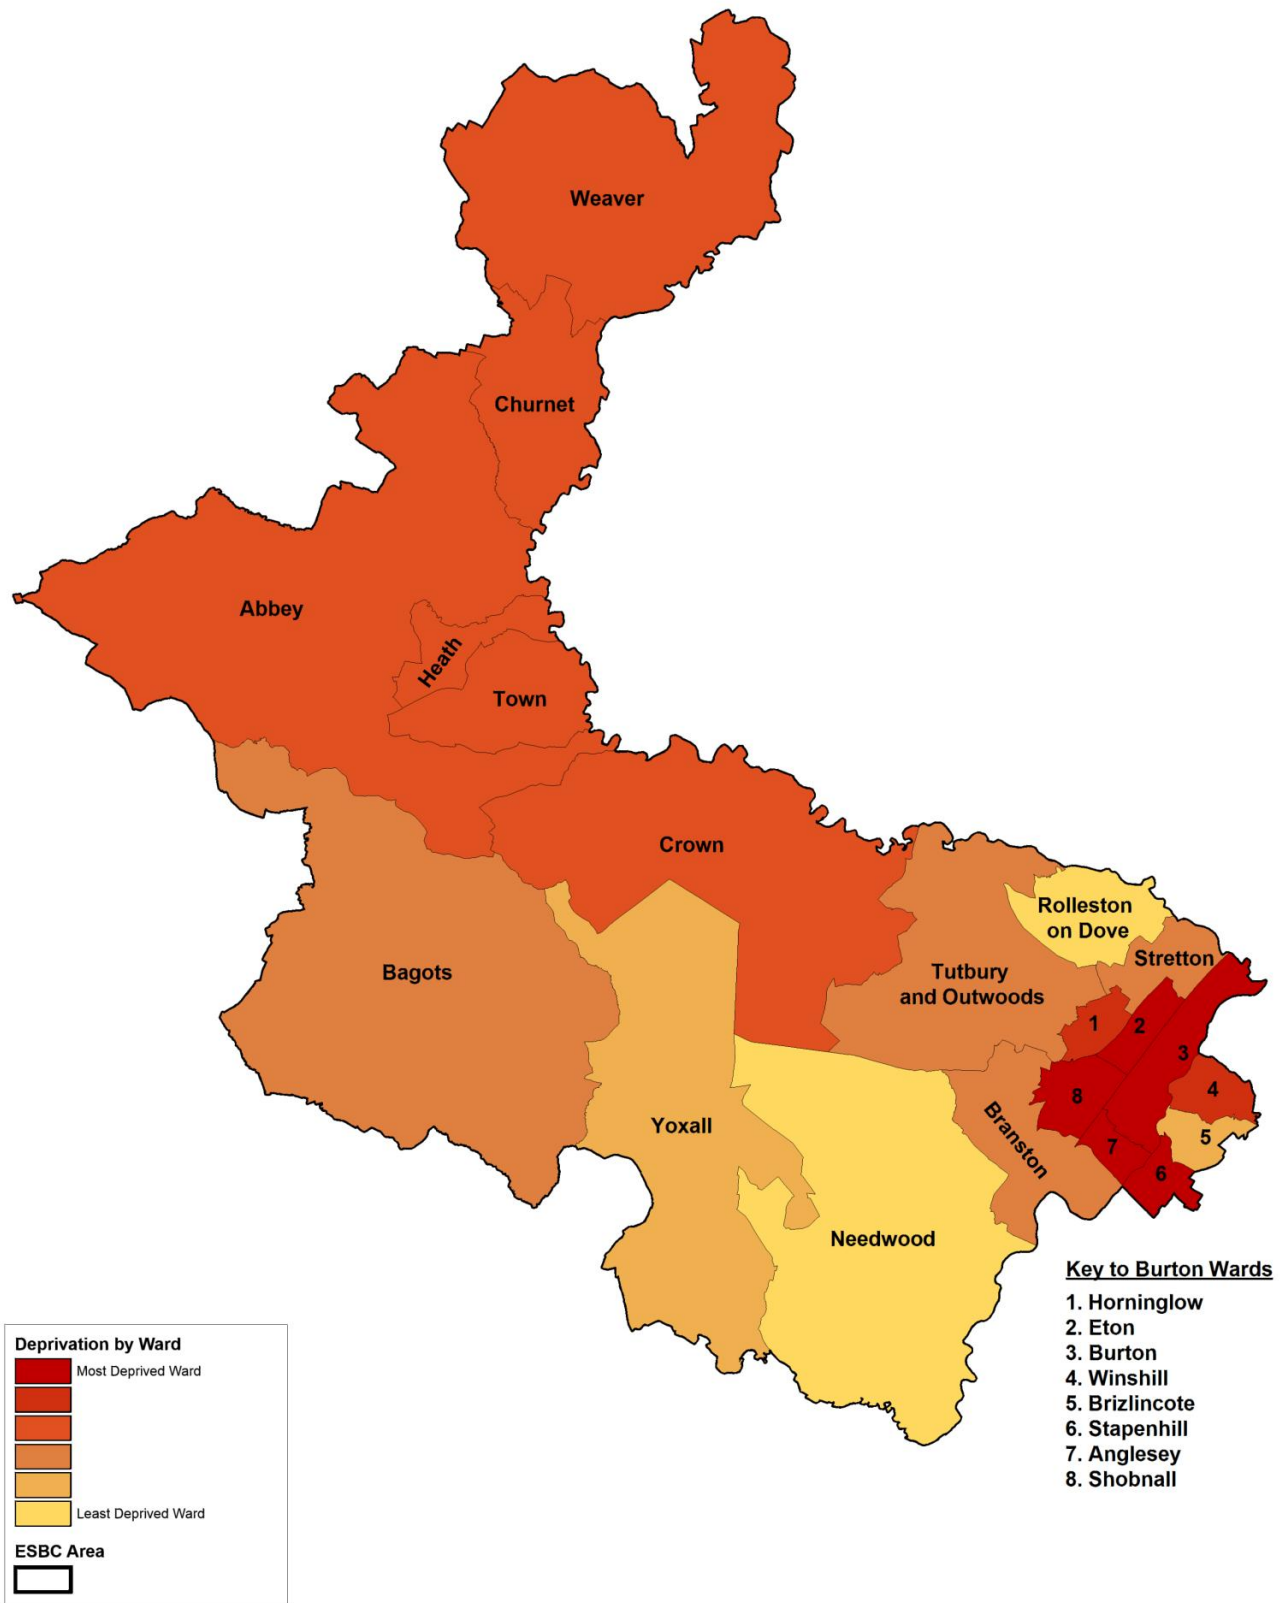 Weaver
Churnet
Abbey
Heath
Town
Crown
Rolleston
on Dove
Bagots
Stretton
Tutbury
and Outwoods
1
2
3
4
8
Branston
Yoxall
5
7
6
Needwood
Key to Burton Wards
1. Horninglow
2. Eton
3. Burton
4. Winshill
5. Brizlincote
6. Stapenhill
7. Anglesey
8. Shobnall
Deprivation by Ward
Most Deprived Ward
Least Deprived Ward
ESBC Area